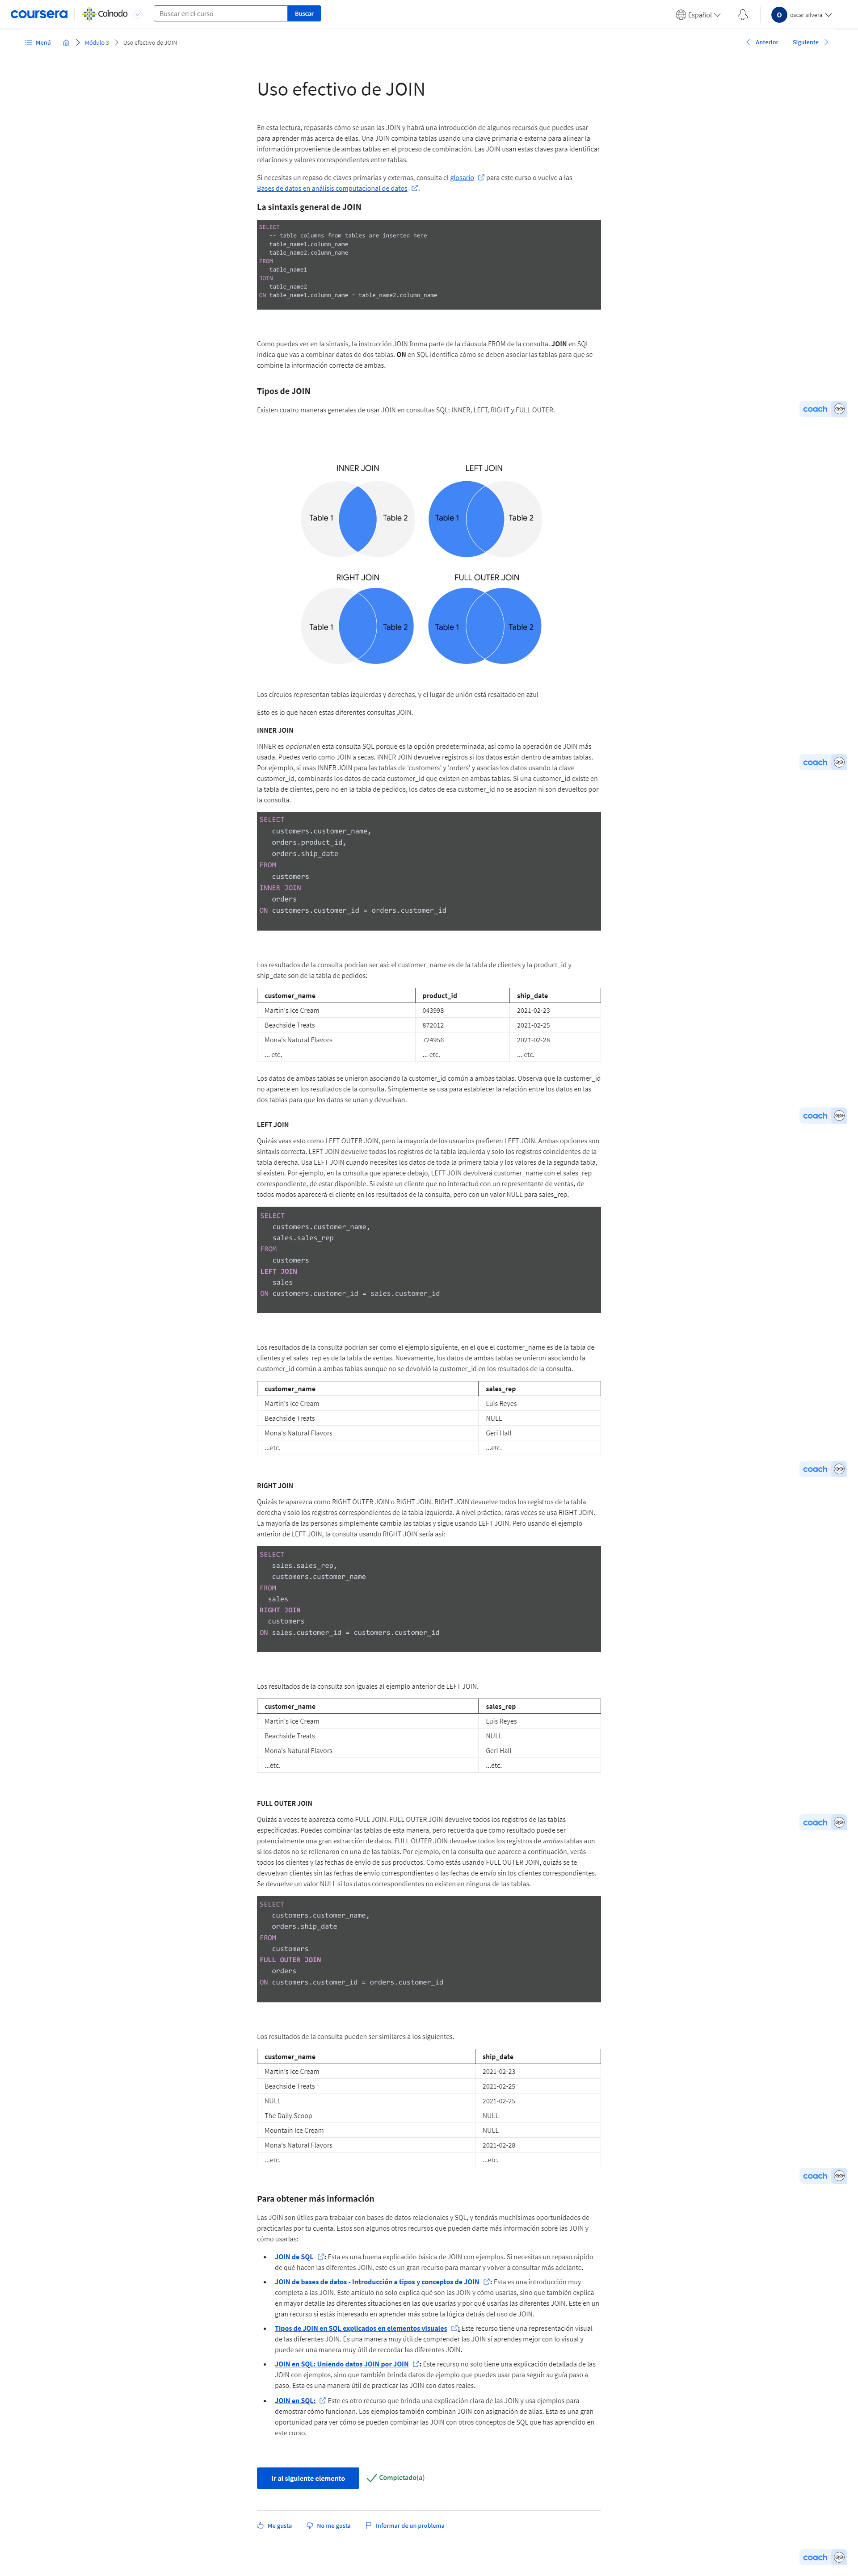 coursera Colnodo Buscar en el curso Buscar Español oscar silvera
O
Menú Módulo 3 Uso efectivo de JOIN Anterior Siguiente
Uso efectivo de JOIN
En esta lectura, repasarás cómo se usan las JOIN y habrá una introducción de algunos recursos que puedes usar
para aprender más acerca de ellas. Una JOIN combina tablas usando una clave primaria o externa para alinear la
información proveniente de ambas tablas en el proceso de combinación. Las JOIN usan estas claves para identificar
relaciones y valores correspondientes entre tablas.
Si necesitas un repaso de claves primarias y externas, consulta el glosario para este curso o vuelve a las
Bases de datos en análisis computacional de datos .
La sintaxis general de JOIN
SELECT
-- table columns from tables are inserted here
table_name1.column_name
table_name2.column_name
FROM
table_name1
JOIN
table_name2
ON table_name1.column_name = table_name2.column_name
Como puedes ver en la sintaxis, la instrucción JOIN forma parte de la cláusula FROM de la consulta. JOIN en SQL
indica que vas a combinar datos de dos tablas. ON en SQL identifica cómo se deben asociar las tablas para que se
combine la información correcta de ambas.
Tipos de JOIN
coach
Existen cuatro maneras generales de usar JOIN en consultas SQL: INNER, LEFT, RIGHT y FULL OUTER.
INNER JOIN LEFT JOIN
Table 1 Table 2 Table 1 Table 2
RIGHT JOIN FULL OUTER JOIN
Table 1 Table 2 Table 1 Table 2
Los círculos representan tablas izquierdas y derechas, y el lugar de unión está resaltado en azul
Esto es lo que hacen estas diferentes consultas JOIN.
INNER JOIN
INNER es opcional en esta consulta SQL porque es la opción predeterminada, así como la operación de JOIN más
usada. Puedes verlo como JOIN a secas. INNER JOIN devuelve registros si los datos están dentro de ambas tablas.
coach
Por ejemplo, si usas INNER JOIN para las tablas de 'customers' y 'orders' y asocias los datos usando la clave
customer_id, combinarás los datos de cada customer_id que existen en ambas tablas. Si una customer_id existe en
la tabla de clientes, pero no en la tabla de pedidos, los datos de esa customer_id no se asocian ni son devueltos por
la consulta.
SELECT
customers.customer_name,
orders.product_id,
orders.ship_date
FROM
customers
INNER JOIN
orders
ON customers.customer_id = orders.customer_id
Los resultados de la consulta podrían ser así: el customer_name es de la tabla de clientes y la product_id y
ship_date son de la tabla de pedidos:
customer_name product_id ship_date
Martin's Ice Cream 043998 2021-02-23
Beachside Treats 872012 2021-02-25
Mona's Natural Flavors 724956 2021-02-28
... etc. ... etc. ... etc.
Los datos de ambas tablas se unieron asociando la customer_id común a ambas tablas. Observa que la customer_id
no aparece en los resultados de la consulta. Simplemente se usa para establecer la relación entre los datos en las
dos tablas para que los datos se unan y devuelvan.
coach
LEFT JOIN
Quizás veas esto como LEFT OUTER JOIN, pero la mayoría de los usuarios prefieren LEFT JOIN. Ambas opciones son
sintaxis correcta. LEFT JOIN devuelve todos los registros de la tabla izquierda y solo los registros coincidentes de la
tabla derecha. Usa LEFT JOIN cuando necesites los datos de toda la primera tabla y los valores de la segunda tabla,
si existen. Por ejemplo, en la consulta que aparece debajo, LEFT JOIN devolverá customer_name con el sales_rep
correspondiente, de estar disponible. Si existe un cliente que no interactuó con un representante de ventas, de
todos modos aparecerá el cliente en los resultados de la consulta, pero con un valor NULL para sales_rep.
SELECT
customers.customer_name,
sales.sales_rep
FROM
customers
LEFT JOIN
sales
ON customers.customer_id = sales.customer_id
Los resultados de la consulta podrían ser como el ejemplo siguiente, en el que el customer_name es de la tabla de
clientes y el sales_rep es de la tabla de ventas. Nuevamente, los datos de ambas tablas se unieron asociando la
customer_id común a ambas tablas aunque no se devolvió la customer_id en los resultados de la consulta.
customer_name sales_rep
Martin's Ice Cream Luis Reyes
Beachside Treats NULL
Mona's Natural Flavors Geri Hall
...etc. ...etc.
coach
RIGHT JOIN
Quizás te aparezca como RIGHT OUTER JOIN o RIGHT JOIN. RIGHT JOIN devuelve todos los registros de la tabla
derecha y solo los registros correspondientes de la tabla izquierda. A nivel práctico, raras veces se usa RIGHT JOIN.
La mayoría de las personas simplemente cambia las tablas y sigue usando LEFT JOIN. Pero usando el ejemplo
anterior de LEFT JOIN, la consulta usando RIGHT JOIN sería así:
SELECT
sales.sales_rep,
customers.customer_name
FROM
sales
RIGHT JOIN
customers
ON sales.customer_id = customers.customer_id
Los resultados de la consulta son iguales al ejemplo anterior de LEFT JOIN.
customer_name sales_rep
Martin's Ice Cream Luis Reyes
Beachside Treats NULL
Mona's Natural Flavors Geri Hall
...etc. ...etc.
FULL OUTER JOIN
Quizás a veces te aparezca como FULL JOIN. FULL OUTER JOIN devuelve todos los registros de las tablas
coach
especificadas. Puedes combinar las tablas de esta manera, pero recuerda que como resultado puede ser
potencialmente una gran extracción de datos. FULL OUTER JOIN devuelve todos los registros de ambas tablas aun
si los datos no se rellenaron en una de las tablas. Por ejemplo, en la consulta que aparece a continuación, verás
todos los clientes y las fechas de envío de sus productos. Como estás usando FULL OUTER JOIN, quizás se te
devuelvan clientes sin las fechas de envío correspondientes o las fechas de envío sin los clientes correspondientes.
Se devuelve un valor NULL si los datos correspondientes no existen en ninguna de las tablas.
SELECT
customers.customer_name,
orders.ship_date
FROM
customers
FULL OUTER JOIN
orders
ON customers.customer_id = orders.customer_id
Los resultados de la consulta pueden ser similares a los siguientes.
customer_name ship_date
Martin's Ice Cream 2021-02-23
Beachside Treats 2021-02-25
NULL 2021-02-25
The Daily Scoop NULL
Mountain Ice Cream NULL
Mona's Natural Flavors 2021-02-28
...etc. ...etc.
coach
Para obtener más información
Las JOIN son útiles para trabajar con bases de datos relacionales y SQL, y tendrás muchísimas oportunidades de
practicarlas por tu cuenta. Estos son algunos otros recursos que pueden darte más información sobre las JOIN y
cómo usarlas:
• JOIN de SQL : Esta es una buena explicación básica de JOIN con ejemplos. Si necesitas un repaso rápido
de qué hacen las diferentes JOIN, este es un gran recurso para marcar y volver a consultar más adelante.
• JOIN de bases de datos - Introducción a tipos y conceptos de JOIN : Esta es una introducción muy
completa a las JOIN. Este artículo no solo explica qué son y cómo usarlas, sino que también explica
en mayor detalle las diferentes situaciones en las que usarías y por qué usarías las diferentes JOIN. Este es un
gran recurso si estás interesado en aprender más sobre la lógica detrás del uso de JOIN.
• Tipos de JOIN en SQL explicados en elementos visuales : Este recurso tiene una representación visual
de las diferentes JOIN. Es una manera muy útil de comprender las JOIN si aprendes mejor con lo visual y
puede ser una manera muy útil de recordar las diferentes JOIN.
• JOIN en SQL: Uniendo datos JOIN por JOIN : Este recurso no solo tiene una explicación detallada de las
JOIN con ejemplos, sino que también brinda datos de ejemplo que puedes usar para seguir su guía paso a
paso. Esta es una manera útil de practicar las JOIN con datos reales.
• JOIN en SQL: Este es otro recurso que brinda una explicación clara de las JOIN y usa ejemplos para
demostrar cómo funcionan. Los ejemplos también combinan JOIN con asignación de alias. Esta es una gran
oportunidad para ver cómo se pueden combinar las JOIN con otros conceptos de SQL que has aprendido en
este curso.
Ir al siguiente elemento Completado(a)
Me gusta No me gusta Informar de un problema
coach